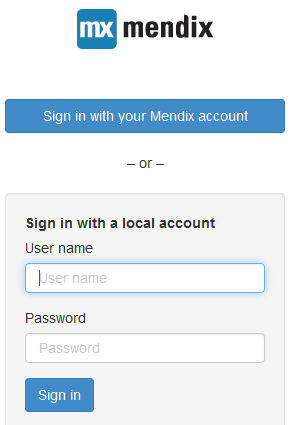 mx mendix
Sign in with your Mendix account
– or –
Sign in with a local account
User name
User name
Password
Password
Sign in